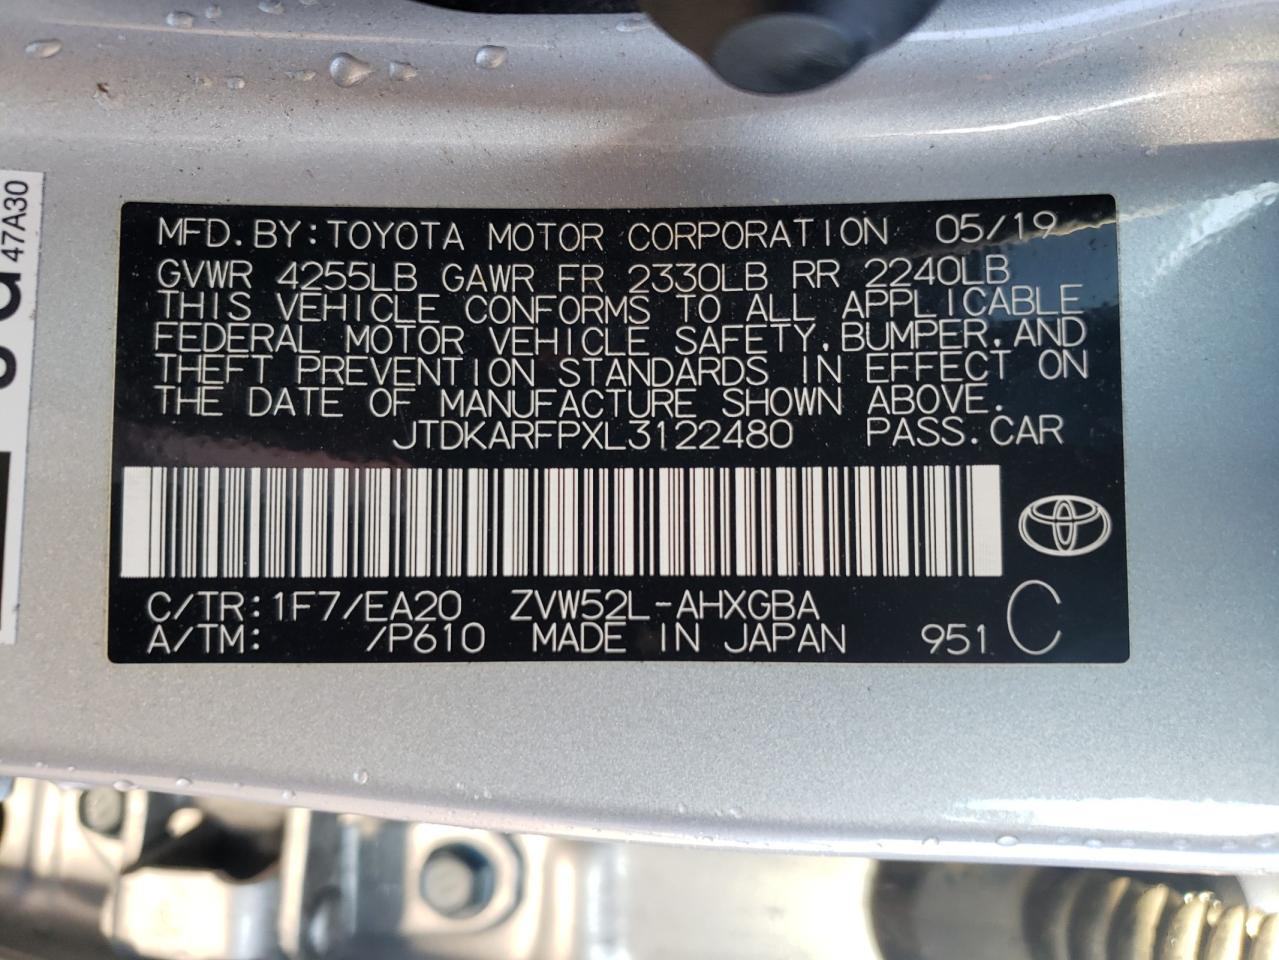 47A30
MFD.BY:TOYOTA MOTOR CORPORATION 05/19
GVWR 4255LB GAWR FR 2330LB RR 2240LB
THIS VEHICLE CONFORMS TO ALL APPLICABLE
FEDERAL MOTOR VEHICLE SAFETY,BUMPER,AND
THEFT PREVENTION STANDARDS IN EFFECT ON
THE DATE OF MANUFACTURE SHOWN ABOVE.
JTDKARFPXL3122480 PASS.CAR
C/TR:1F7/EA20 ZVW52L-AHXGBA
A/TM: /P610 MADE IN JAPAN 951 C